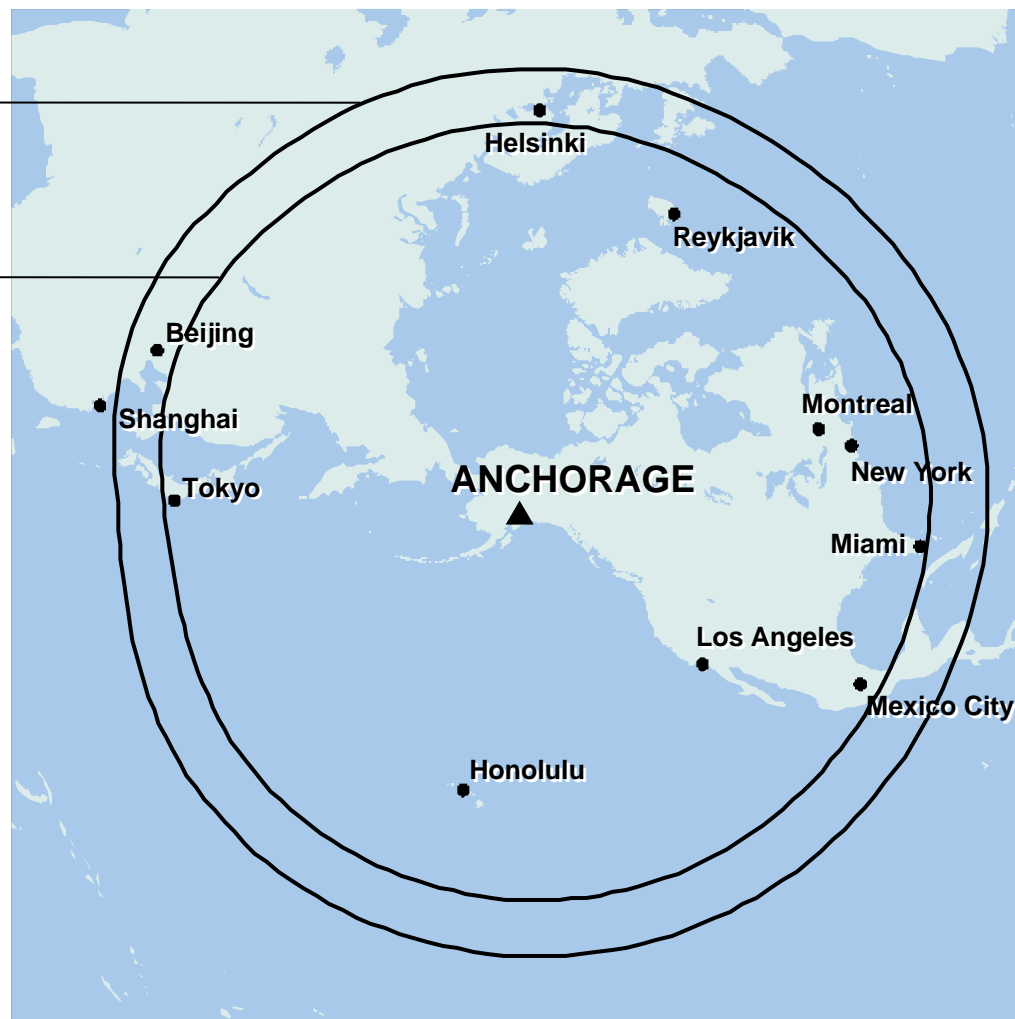 Helsinki
Reykjavik
Beijing
Montreal
Shanghai
New York
ANCHORAGE
Tokyo
Miami
Los Angeles
Mexico City
Honolulu